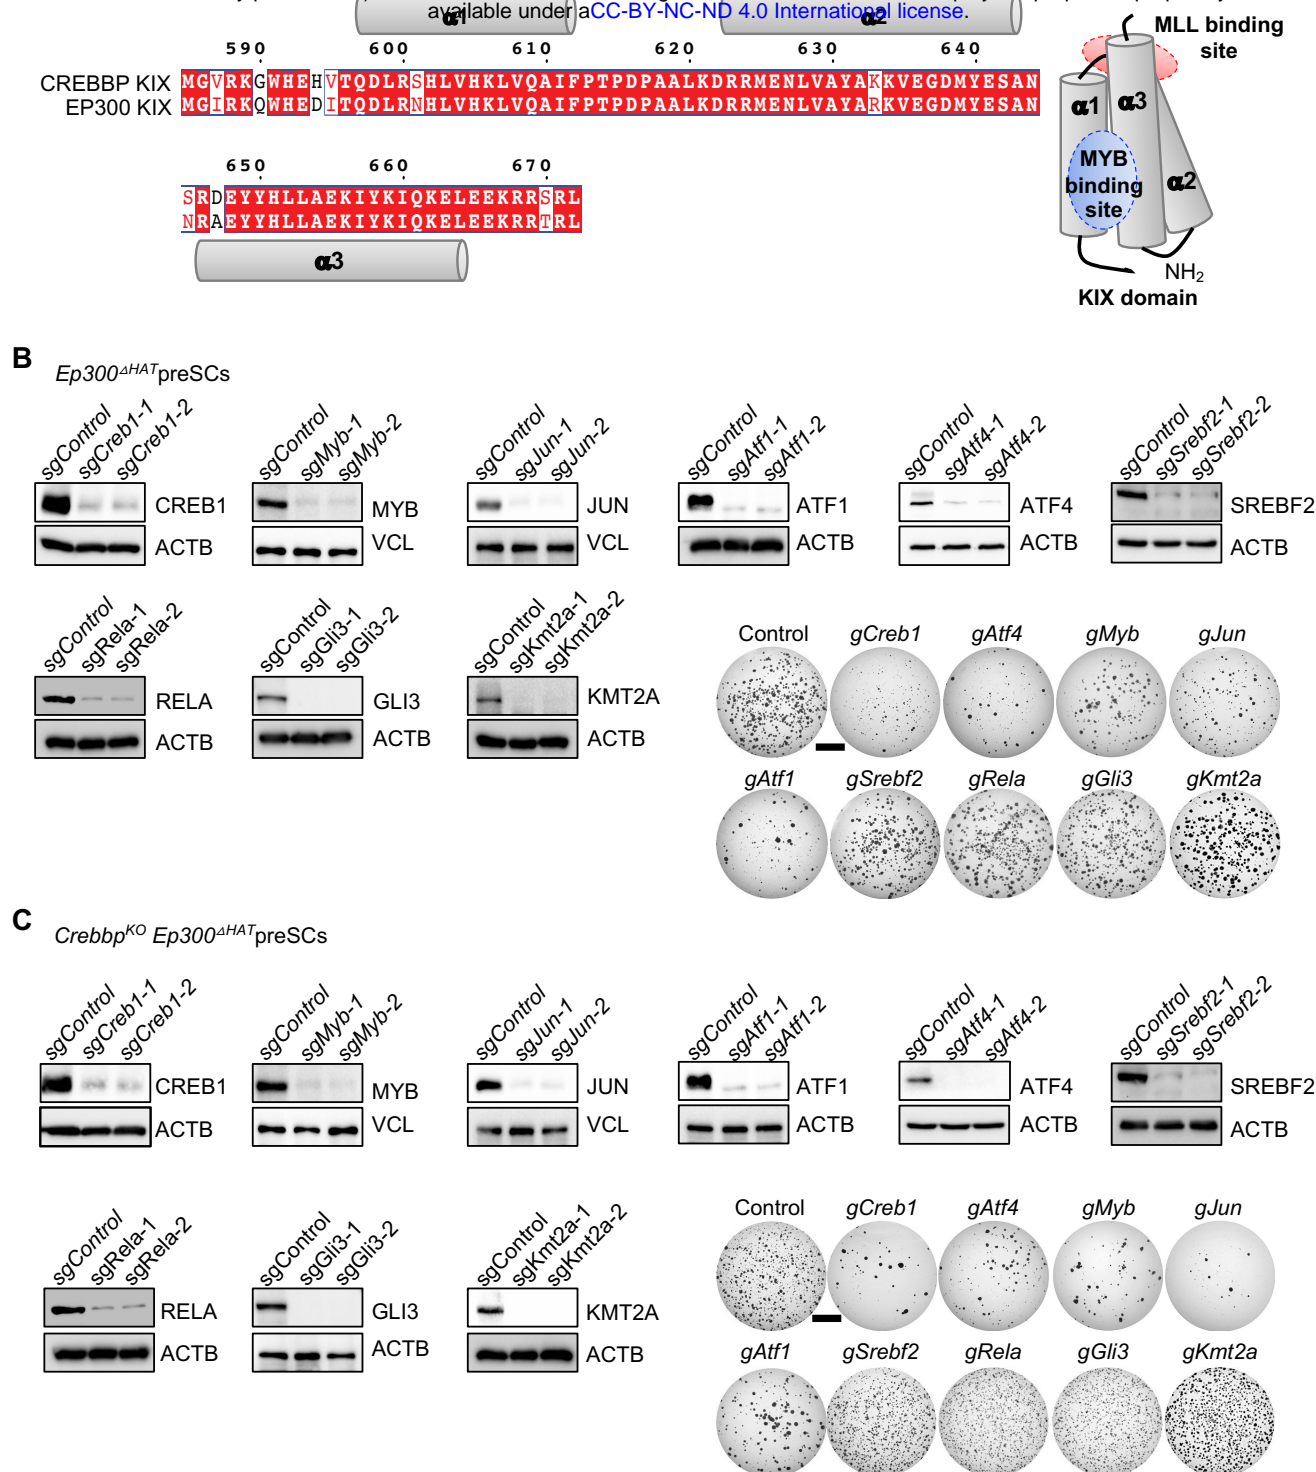 available under aCC-BY-NC-ND 4.0 International license.
α1 α2
590 600 610 620 630 640
CREBBP KIX MGVRKGWHEHVTQDLRSHLVHKLVQAIFPTPDPAALKDRRMENLVAYAKKVEGDMYESAN
EP300 KIX MGIRKQWHEDITQDLRNHLVHKLVQAIFPTPDPAALKDRRMENLVAYARKVEGDMYESAN
650 660 670
SRDEYYHLLAEKIYKIQKELEEKRRSRL
NRAEYYHLLAEKIYKIQKELEEKRRTRL
α3
MLL binding
site
α1 α3
MYB
binding
site
α2
NH2
KIX domain
B
Ep300ΔHATpreSCs
sgControl sgCreb1-1 sgCreb1-2
CREB1
ACTB
sgControl sgMyb-1 sgMyb-2
MYB
VCL
sgControl sgJun-1 sgJun-2
JUN
VCL
sgControl sgAtf1-1 sgAtf1-2
ATF1
ACTB
sgControl sgAtf4-1 sgAtf4-2
ATF4
ACTB
sgControl sgSrebf2-1 sgSrebf2-2
SREBF2
ACTB
sgControl sgRela-1 sgRela-2
RELA
ACTB
sgControl sgGli3-1 sgGli3-2
GLI3
ACTB
sgControl sgKmt2a-1 sgKmt2a-2
KMT2A
ACTB
Control gCreb1 gAtf4 gMyb gJun
gAtf1 gSrebf2 gRela gGli3 gKmt2a
C
CrebbpKO Ep300ΔHATpreSCs
sgControl sgCreb1-1 sgCreb1-2
CREB1
ACTB
sgControl sgMyb-1 sgMyb-2
MYB
VCL
sgControl sgJun-1 sgJun-2
JUN
VCL
sgControl sgAtf1-1 sgAtf1-2
ATF1
ACTB
sgControl sgAtf4-1 sgAtf4-2
ATF4
ACTB
sgControl sgSrebf2-1 sgSrebf2-2
SREBF2
ACTB
sgControl sgRela-1 sgRela-2
RELA
ACTB
sgControl sgGli3-1 sgGli3-2
GLI3
ACTB
sgControl sgKmt2a-1 sgKmt2a-2
KMT2A
ACTB
Control gCreb1 gAtf4 gMyb gJun
gAtf1 gSrebf2 gRela gGli3 gKmt2a